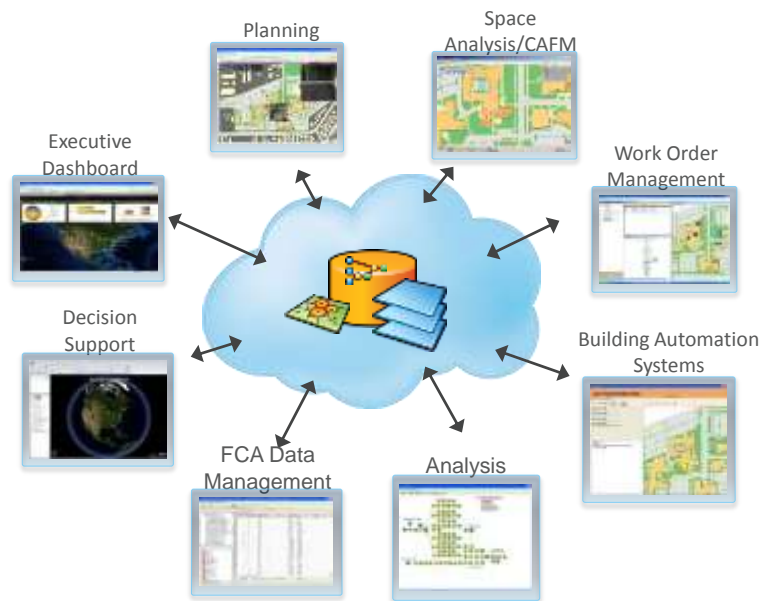 Planning
Space
Analysis/CAFM
Executive
Dashboard
Work Order
Management
Decision
Support
Building Automation
Systems
FCA Data
Management
Analysis